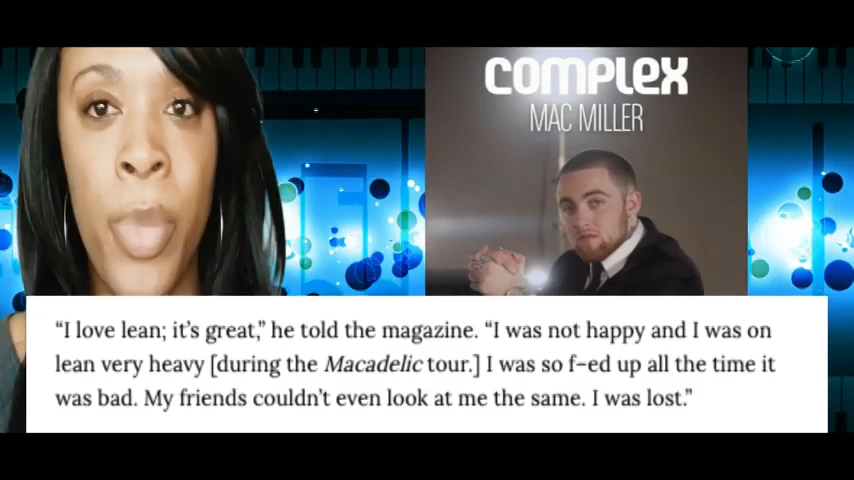 COMPLEX
MAC MILLER
“I love lean; it’s great,” he told the magazine. “I was not happy and I was on
lean very heavy [during the Macadelic tour.] I was so f–ed up all the time it
was bad. My friends couldn’t even look at me the same. I was lost.”